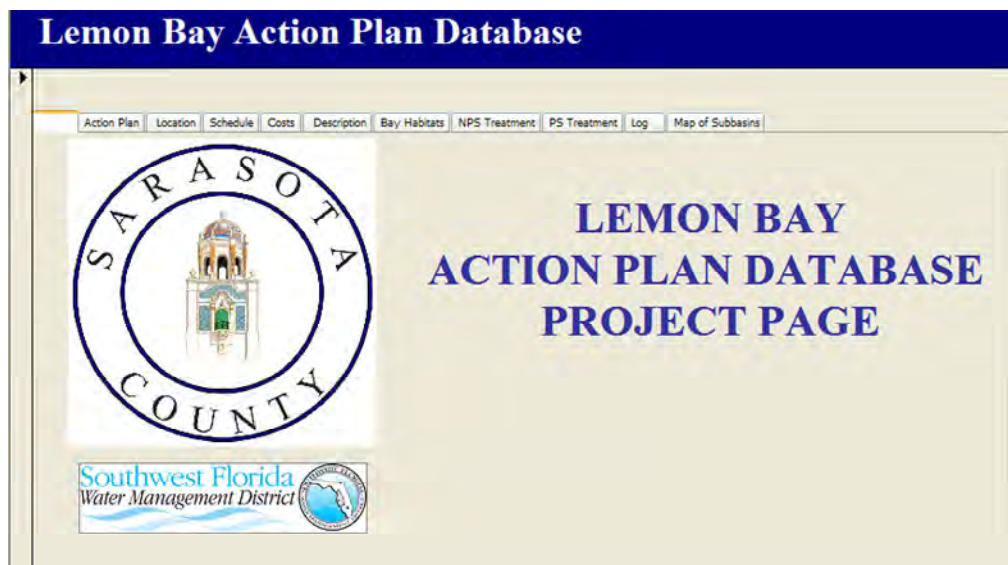 Lemon Bay Action Plan Database
Action Plan Location Schedule Costs Description Bay Habitats NPS Treatment PS Treatment Log Map of Subbasins
SARASOTA
COUNTY
LEMON BAY
ACTION PLAN DATABASE
PROJECT PAGE
Southwest Florida
Water Management District